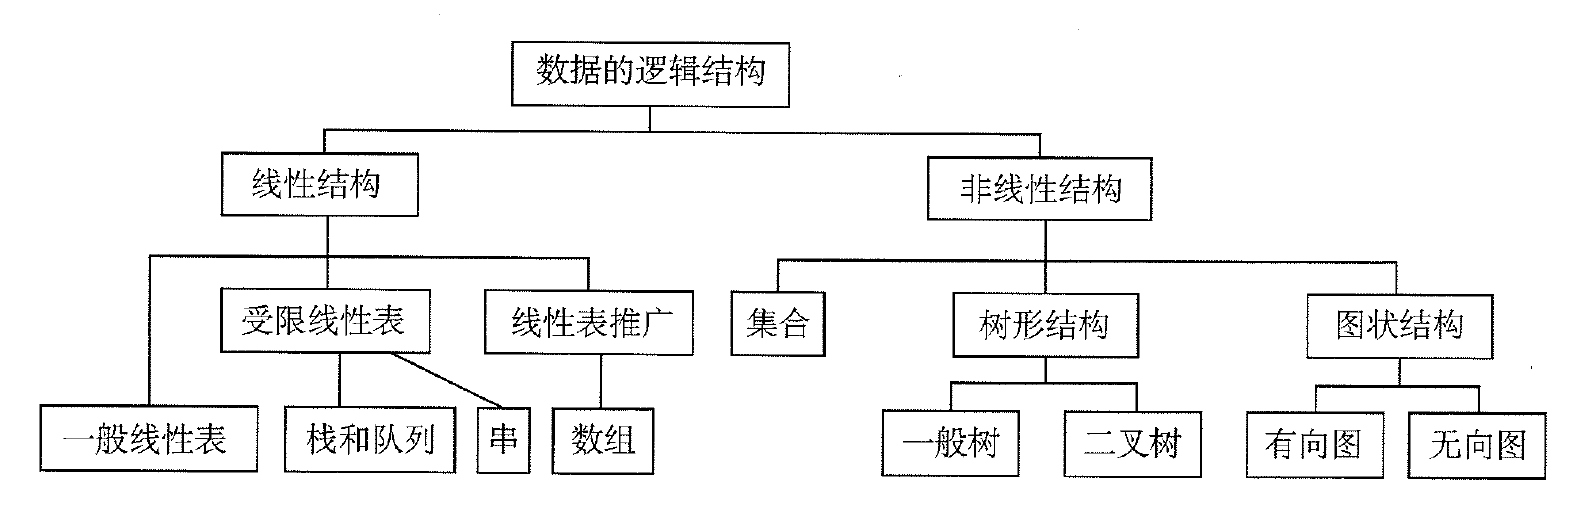 数据的逻辑结构
线性结构
非线性结构
受限线性表
线性表推广
集合
树形结构
图状结构
一般线性表
栈和队列
串
数组
一般树
二叉树
有向图
无向图